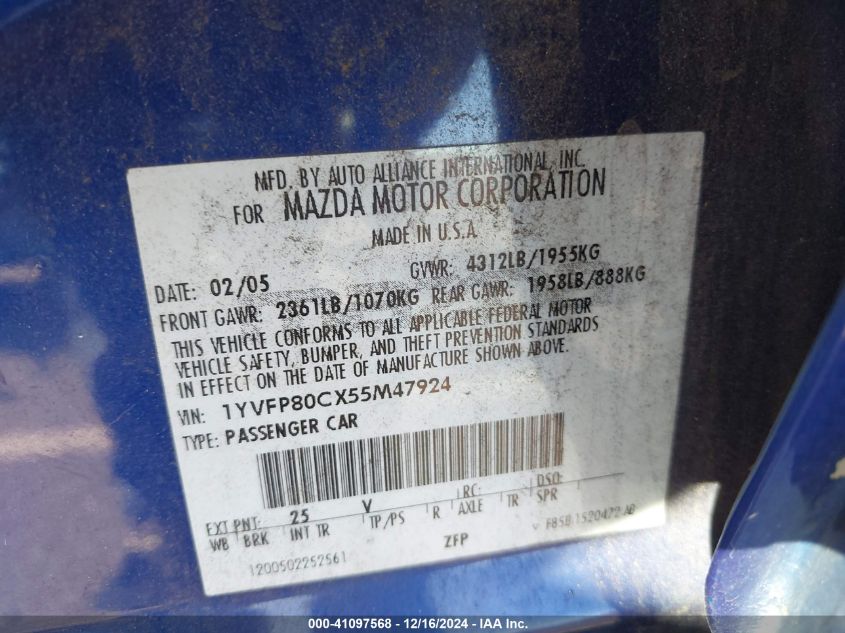 MFD. BY AUTO ALLIANCE INTERNATIONAL, INC.
FOR MAZDA MOTOR CORPORATION
MADE IN U.S.A.
DATE: 02/05 GVWR: 4312LB/1955KG
FRONT GAWR: 2361LB/1070KG REAR GAWR: 1958LB/888KG
THIS VEHICLE CONFORMS TO ALL APPLICABLE FEDERAL MOTOR
VEHICLE SAFETY, BUMPER, AND THEFT PREVENTION STANDARDS
IN EFFECT ON THE DATE OF MANUFACTURE SHOWN ABOVE.
VIN: 1YVFP80CX55M47924
TYPE: PASSENGER CAR
EXT PNT: 25 V RC: DSO:
WB BRK INT TR TP/PS R AXLE TR SPR
1200502252561 ZFP V F85B 1520472 AB
000-41097568 - 12/16/2024 - IAA Inc.